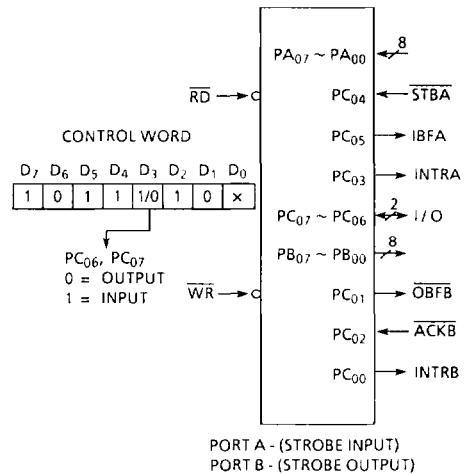 PA07 ~ PA00 8
RD PC04 STBA
PC05 IBFA
CONTROL WORD
PC03 INTRA
D7 D6 D5 D4 D3 D2 D1 D0
1 0 1 1 1/0 1 0 ×
PC07 ~ PC06 2 I/O
PB07 ~ PB00 8
PC06, PC07
0 = OUTPUT
1 = INPUT
WR PC01 OBFB
PC02 ACKB
PC00 INTRB
PORT A - (STROBE INPUT)
PORT B - (STROBE OUTPUT)